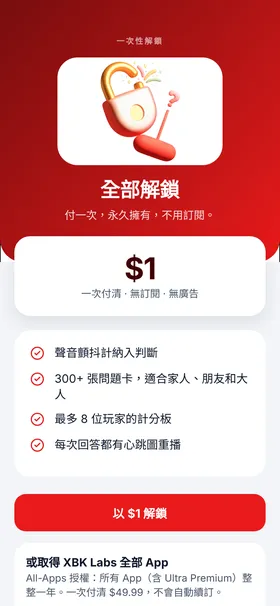 一次性解鎖
全部解鎖
付一次，永久擁有，不用訂閱。
$1
一次付清 · 無訂閱 · 無廣告
聲音顫抖計納入判斷
300+ 張問題卡，適合家人、朋友和大
人
最多 8 位玩家的計分板
每次回答都有心跳圖重播
以 $1 解鎖
或取得 XBK Labs 全部 App
All-Apps 授權：所有 App（含 Ultra Premium）整
整一年。一次付清 $49.99，不會自動續訂。